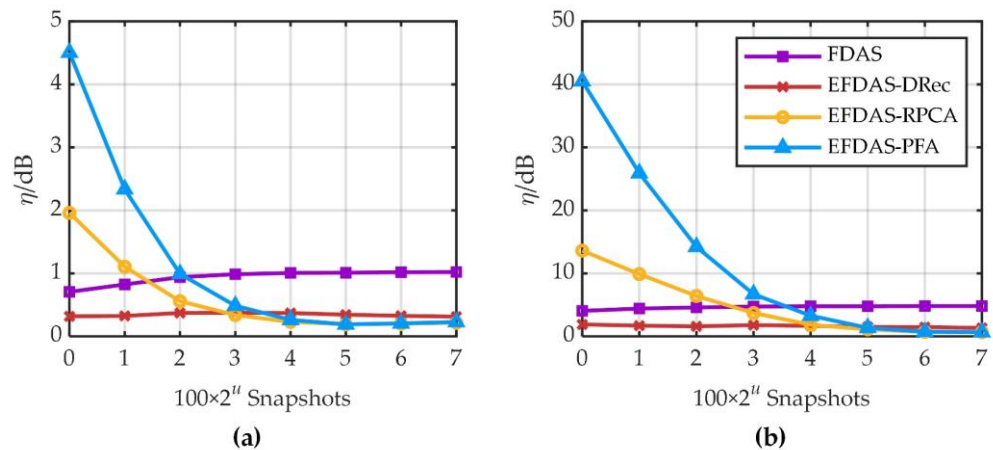 5
4
3
2
1
0
η/dB
0 1 2 3 4 5 6 7
100×2^u Snapshots
(a)
50
40
30
20
10
0
η/dB
0 1 2 3 4 5 6 7
100×2^u Snapshots
(b)
FDAS
EFDAS-DRec
EFDAS-RPCA
EFDAS-PFA